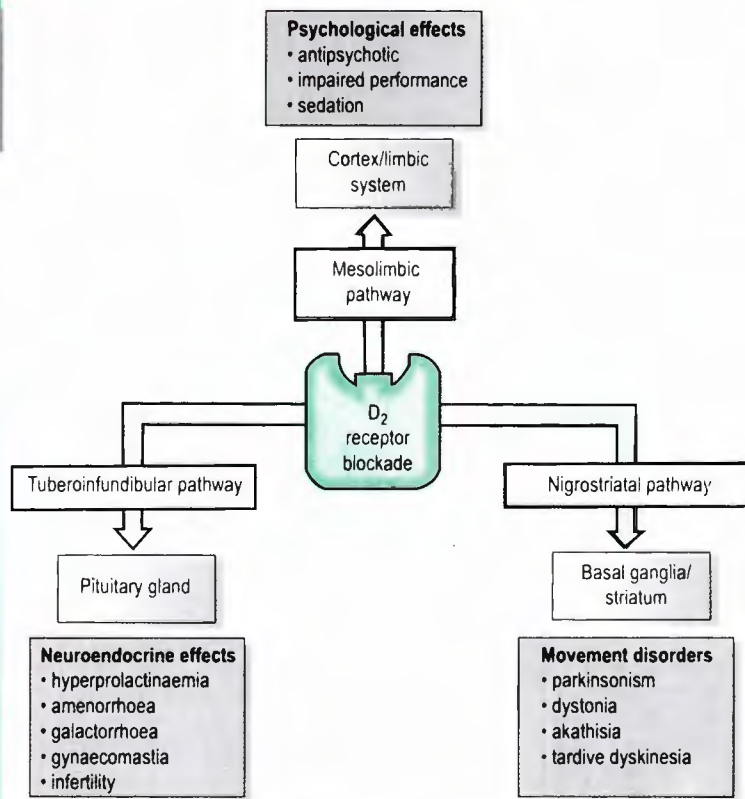 Psychological effects
• antipsychotic
• impaired performance
• sedation
Cortex/limbic
system
Mesolimbic
pathway
D₂
receptor
blockade
Tuberoinfundibular pathway
Nigrostriatal pathway
Pituitary gland
Basal ganglia/
striatum
Neuroendocrine effects
• hyperprolactinaemia
• amenorrhoea
• galactorrhoea
• gynaecomastia
• infertility
Movement disorders
• parkinsonism
• dystonia
• akathisia
• tardive dyskinesia